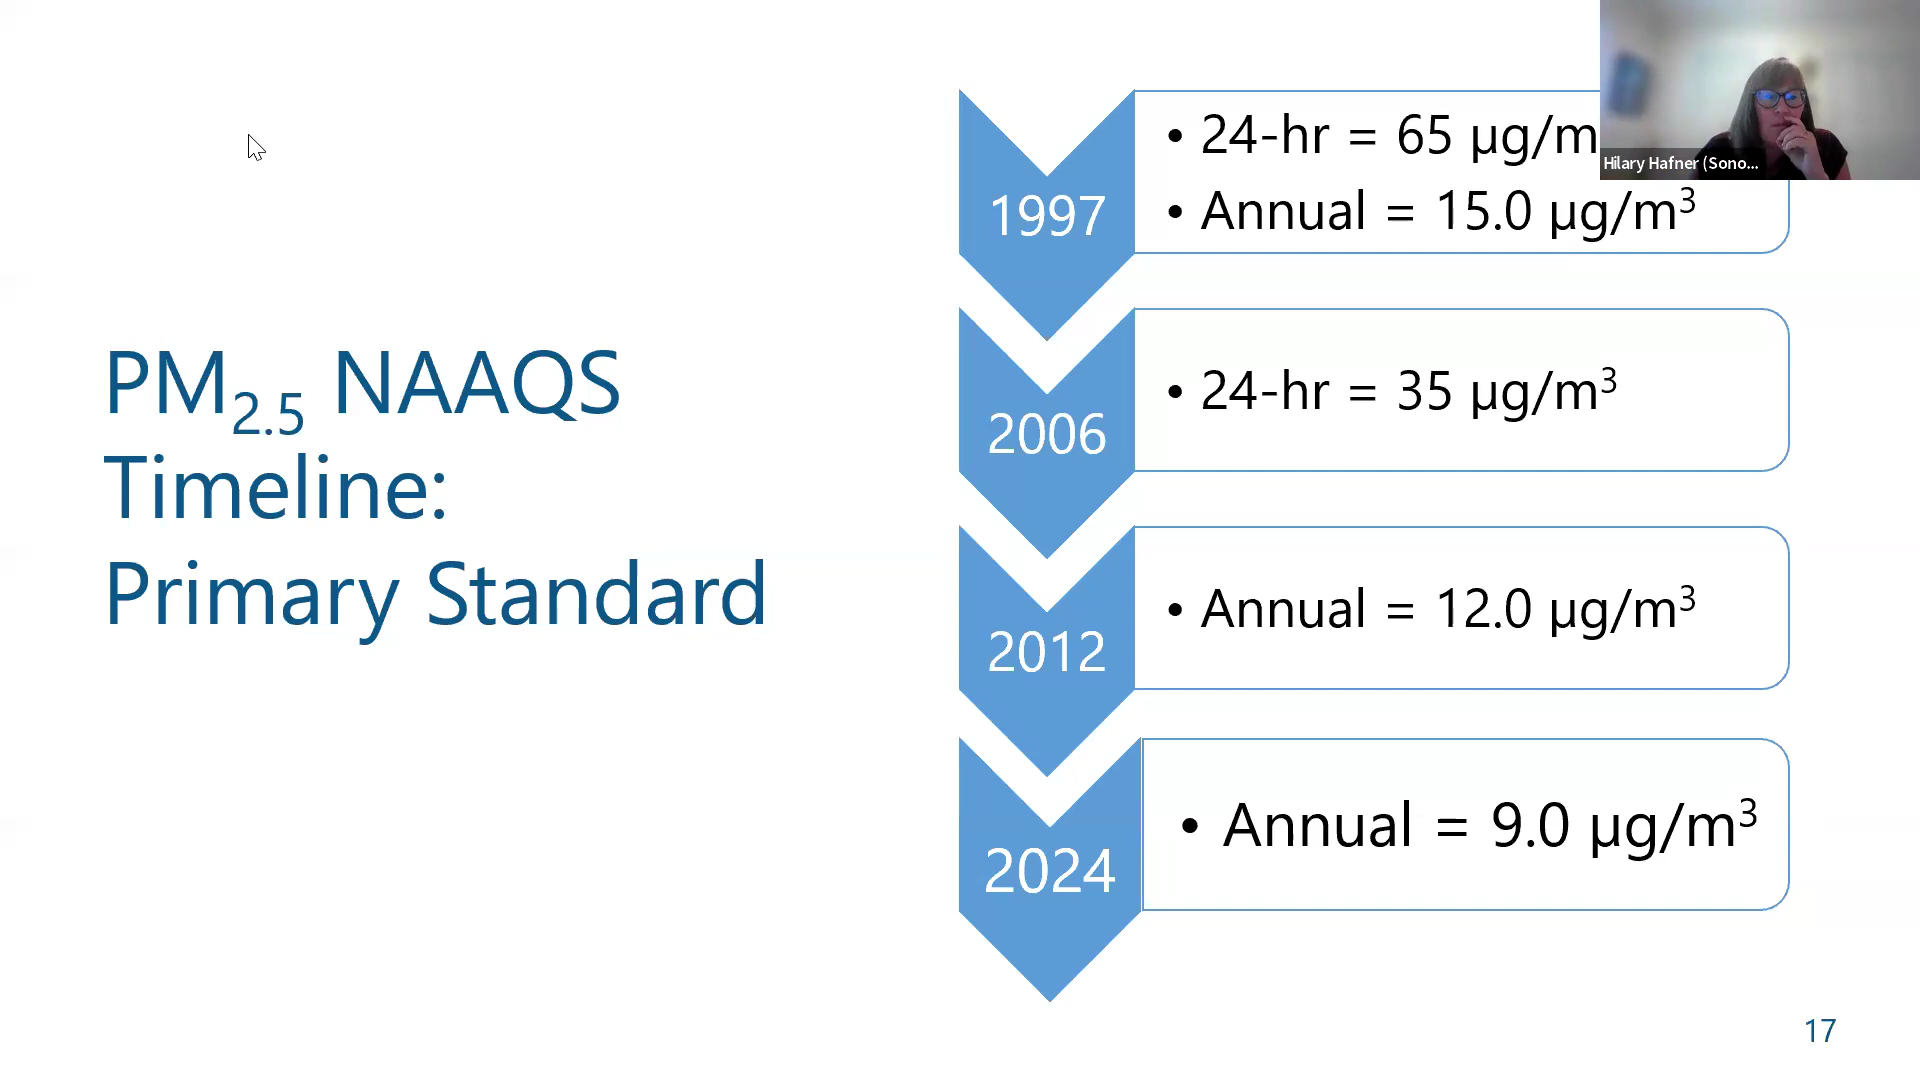 PM2.5 NAAQS
Timeline:
Primary Standard
1997
• 24-hr = 65 µg/m
• Annual = 15.0 µg/m³
2006
• 24-hr = 35 µg/m³
2012
• Annual = 12.0 µg/m³
2024
• Annual = 9.0 µg/m³
Hilary Hafner (Sono...
17